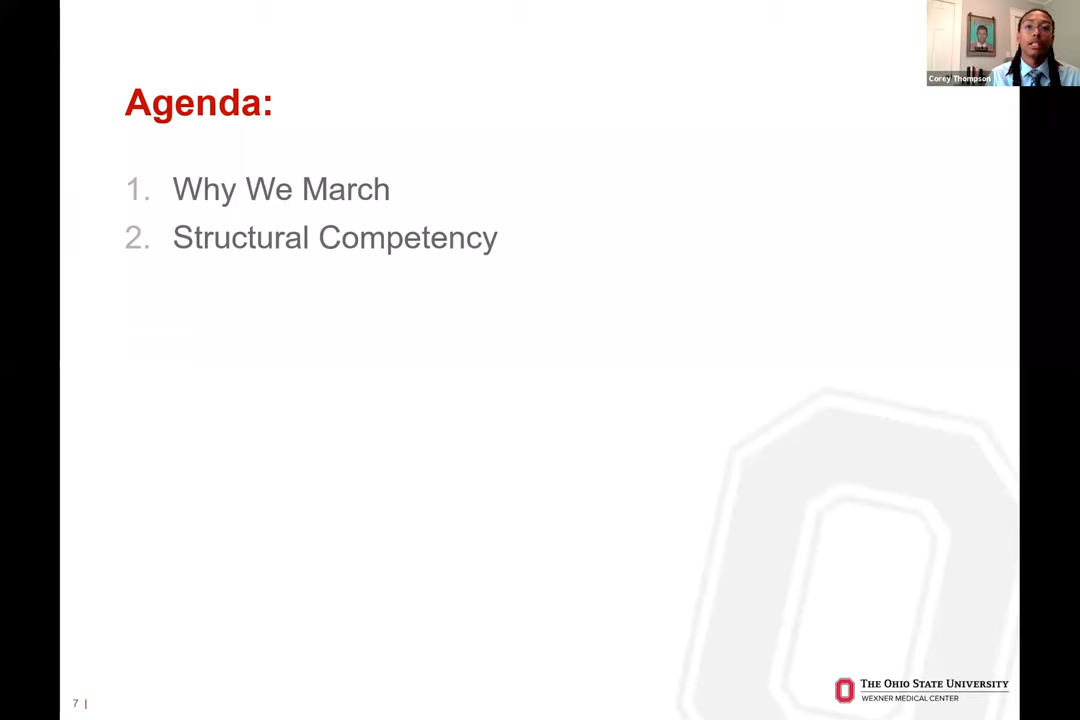 Corey Thompson
Agenda:
1. Why We March
2. Structural Competency
7 |
THE OHIO STATE UNIVERSITY
WEXNER MEDICAL CENTER